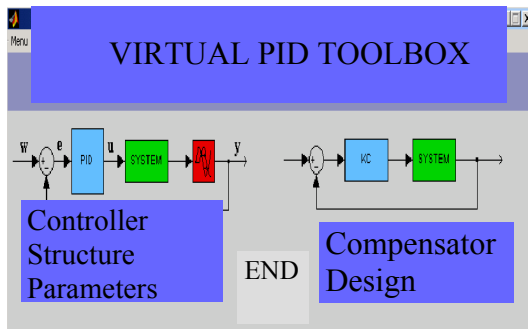 Menu
VIRTUAL PID TOOLBOX
w e PID u SYSTEM y
KC SYSTEM
Controller
Structure
Parameters
END
Compensator
Design